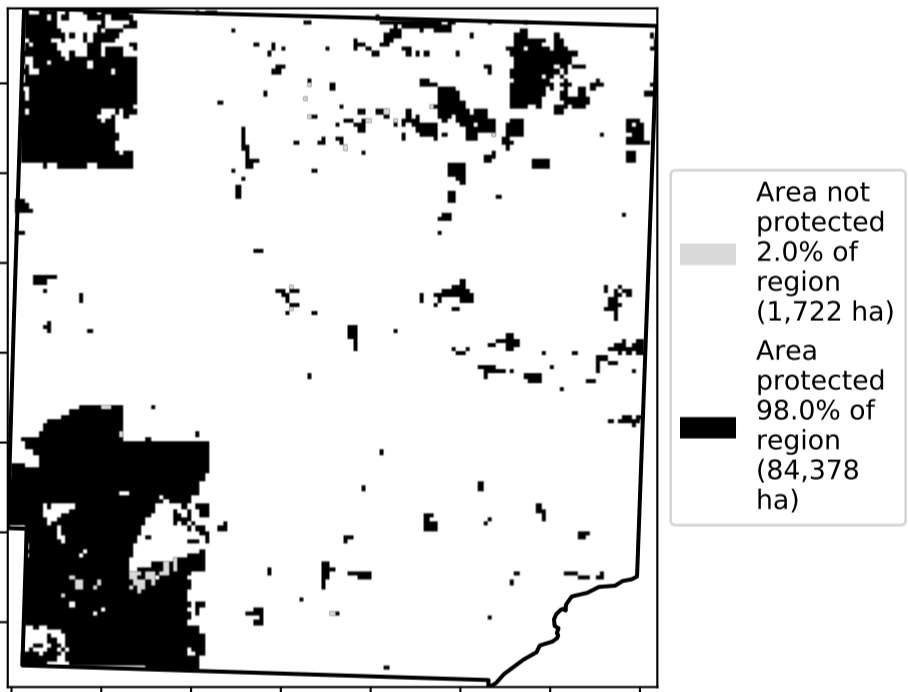 Area not
protected
2.0% of
region
(1,722 ha)
Area
protected
98.0% of
region
(84,378
ha)